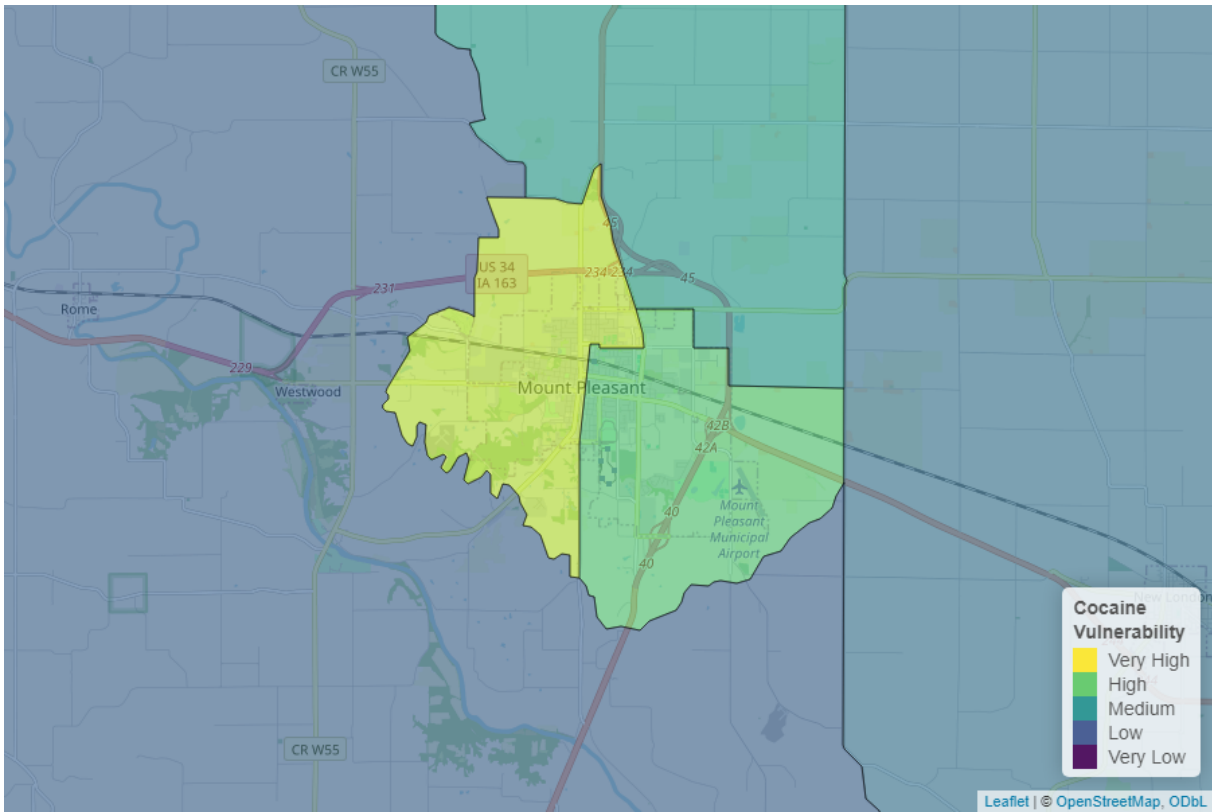 CR W55
45
US 34
IA 163
234 234
45
231
Rome
229
Westwood
Mount Pleasant
42B
42A
40
Mount
Pleasant
Municipal
Airport
40
New London
CR W55
Cocaine
Vulnerability
Very High
High
Medium
Low
Very Low
Leaflet | © OpenStreetMap, ODbL